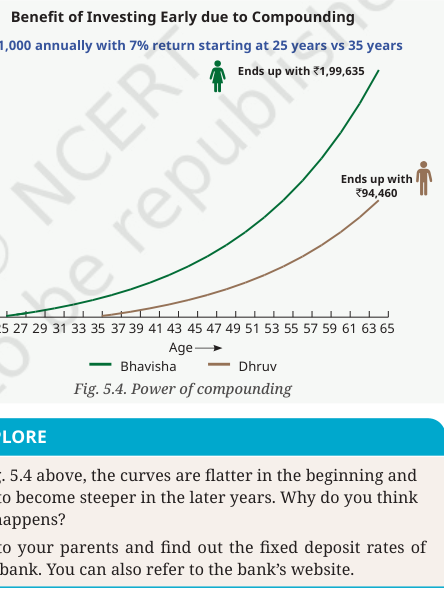 Benefit of Investing Early due to Compounding
1,000 annually with 7% return starting at 25 years vs 35 years
Ends up with ₹1,99,635
Ends up with
₹94,460
25 27 29 31 33 35 37 39 41 43 45 47 49 51 53 55 57 59 61 63 65
Age
Bhavisha Dhruv
Fig. 5.4. Power of compounding
PLORE
g. 5.4 above, the curves are flatter in the beginning and
to become steeper in the later years. Why do you think
happens?
to your parents and find out the fixed deposit rates of
bank. You can also refer to the bank’s website.
© NCERT
to be republished